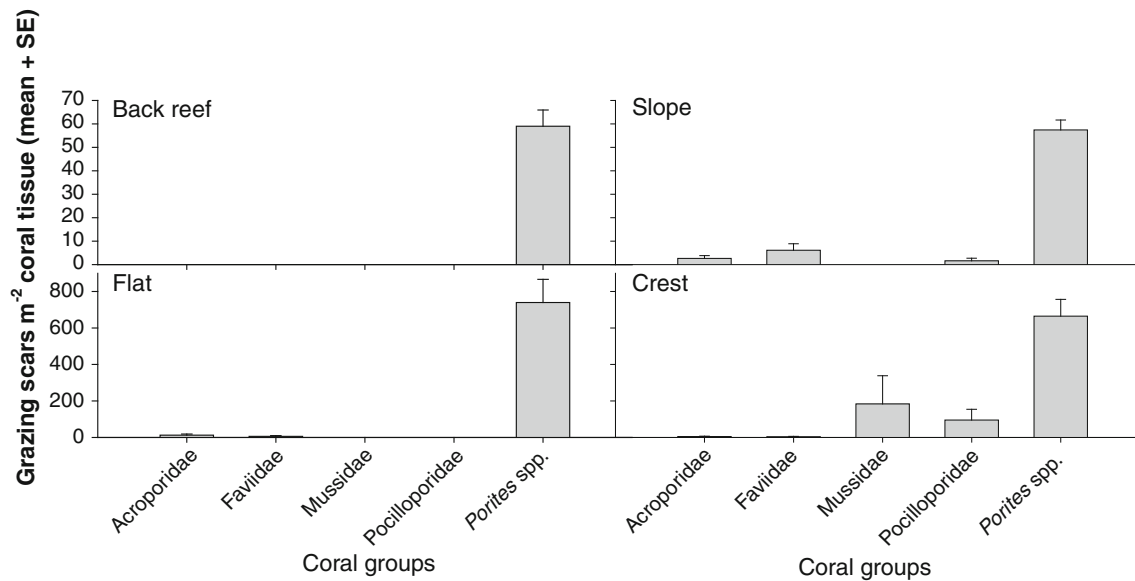 Grazing scars m⁻² coral tissue (mean + SE)
Back reef
70
60
50
40
30
20
10
0
Slope
Flat
800
600
400
200
0
Crest
Acroporidae
Faviidae
Mussidae
Pocilloporidae
Porites spp.
Coral groups
Acroporidae
Faviidae
Mussidae
Pocilloporidae
Porites spp.
Coral groups